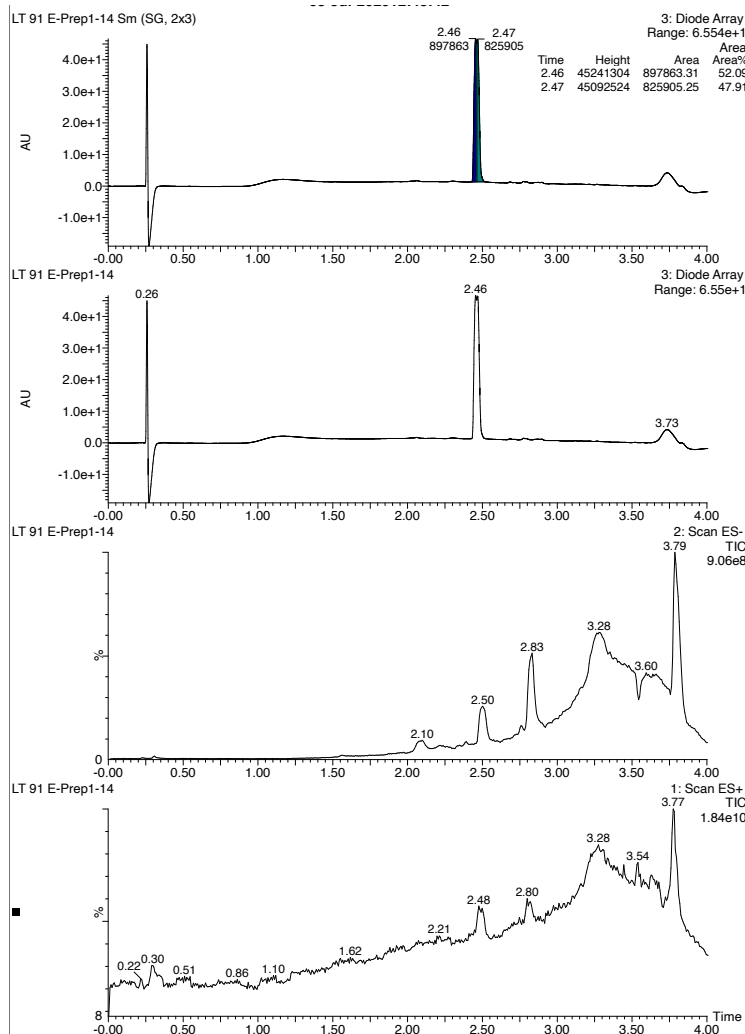 LT 91 E-Prep1-14 Sm (SG, 2x3)
3: Diode Array
Range: 6.554e+1
Area
Time Height Area Area%
2.46 45241304 897863.31 52.09
2.47 45092524 825905.25 47.91
2.46 2.47
897863 825905
AU
4.0e+1
3.0e+1
2.0e+1
1.0e+1
0.0
-1.0e+1
-0.00 0.50 1.00 1.50 2.00 2.50 3.00 3.50 4.00
LT 91 E-Prep1-14
3: Diode Array
Range: 6.55e+1
0.26
2.46
3.73
AU
4.0e+1
3.0e+1
2.0e+1
1.0e+1
0.0
-1.0e+1
-0.00 0.50 1.00 1.50 2.00 2.50 3.00 3.50 4.00
LT 91 E-Prep1-14
2: Scan ES-
TIC
9.06e8
3.79
3.28
2.83
3.60
2.50
2.10
%
0
-0.00 0.50 1.00 1.50 2.00 2.50 3.00 3.50 4.00
LT 91 E-Prep1-14
1: Scan ES+
TIC
1.84e10
3.77
3.28
3.54
2.80
2.48
2.21
1.62
0.22 0.30 0.51 0.86 1.10
%
8
Time
-0.00 0.50 1.00 1.50 2.00 2.50 3.00 3.50 4.00